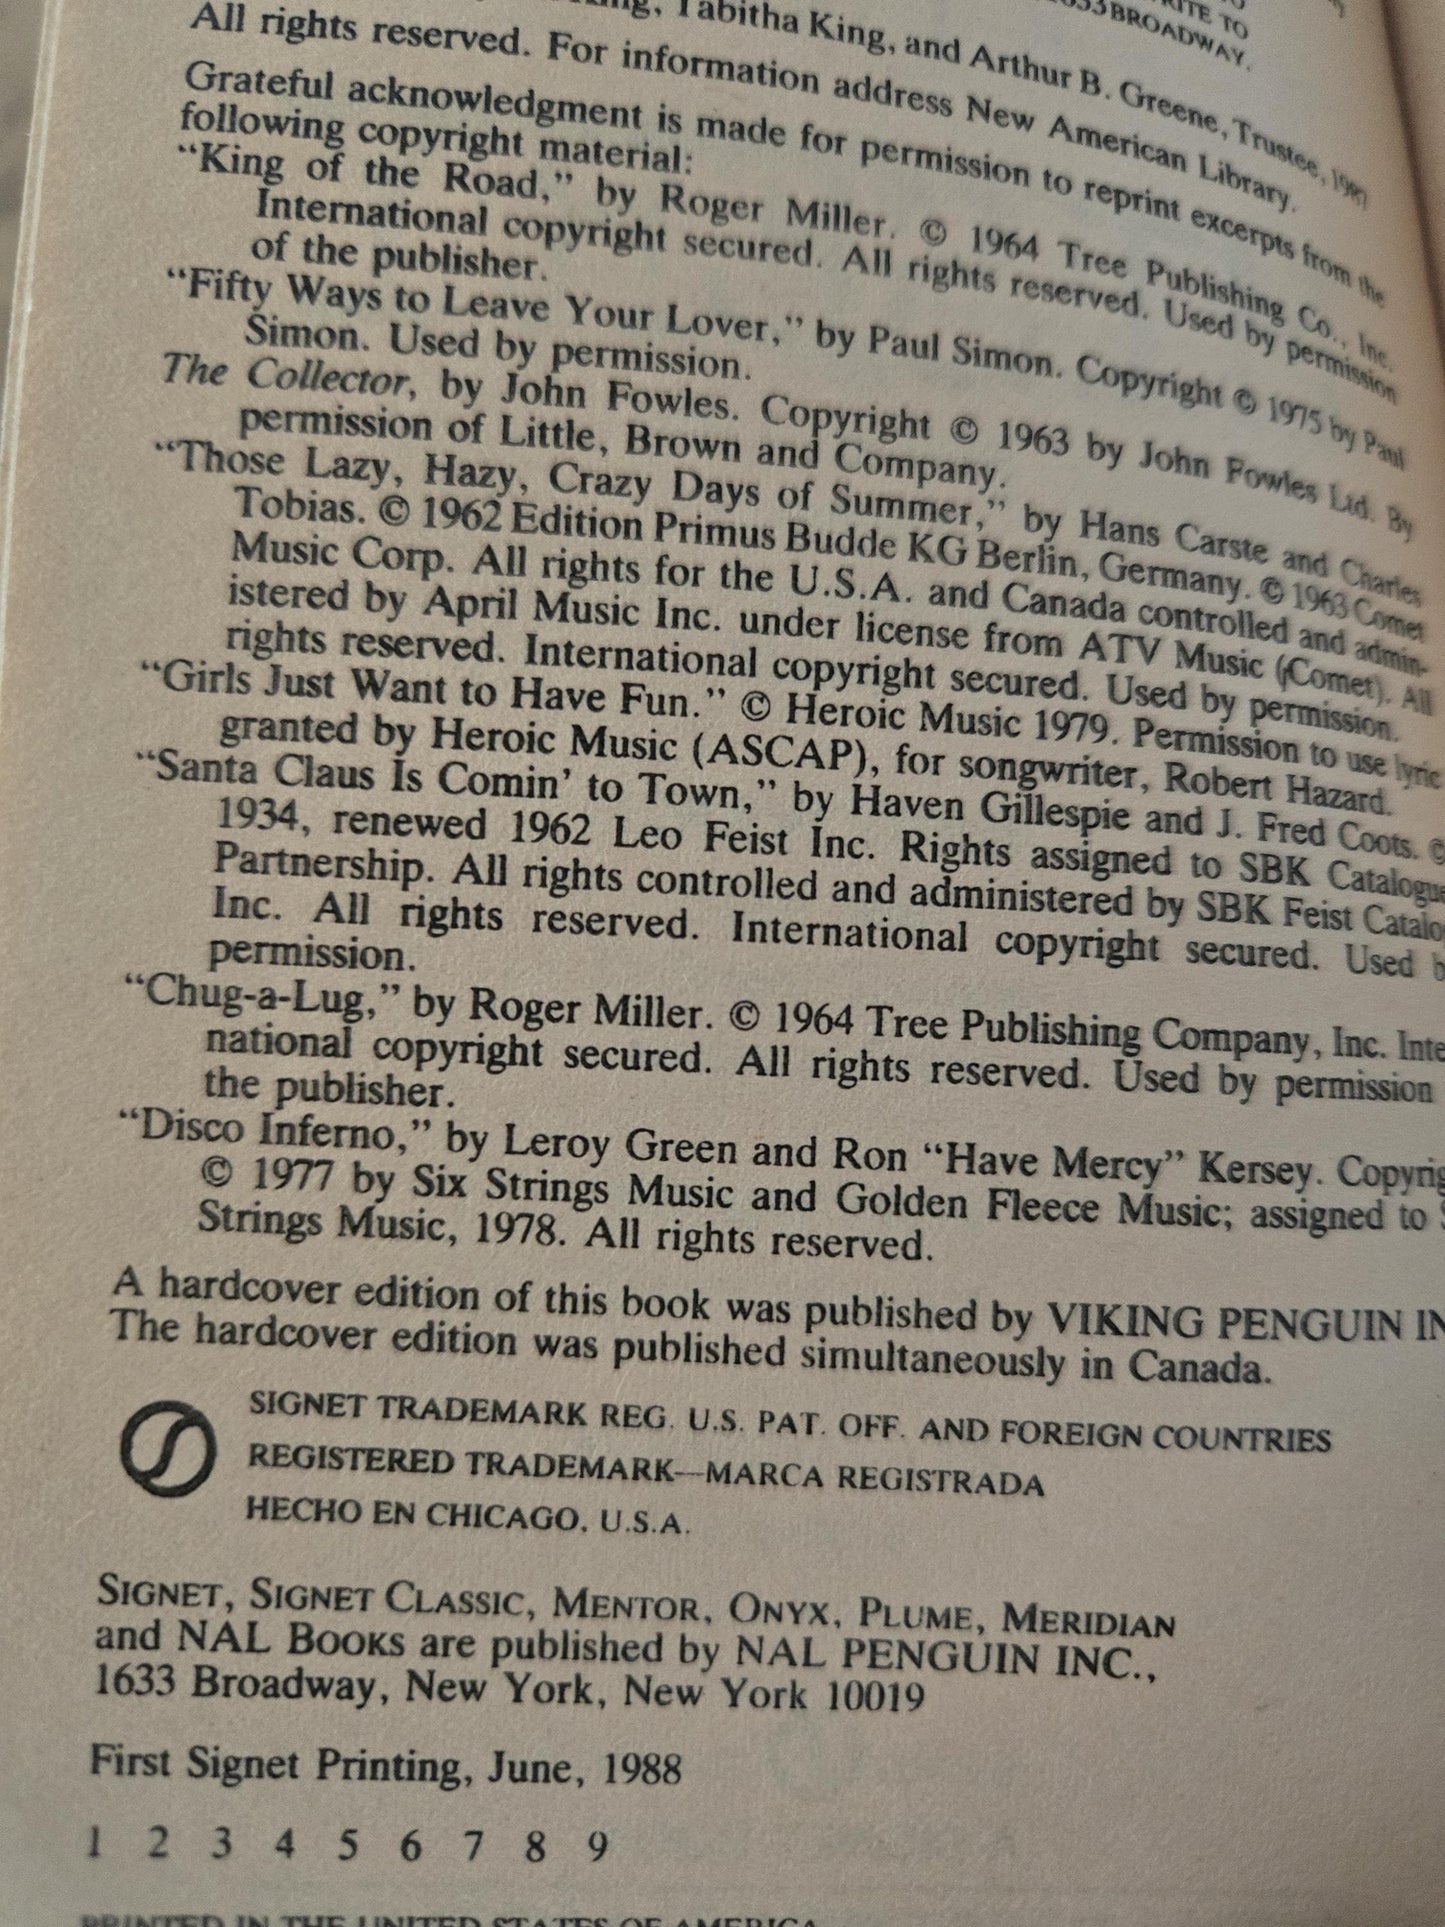 RITE TO
1633 BROADWAY,
Tabitha King, and Arthur B. Greene, Trustee, 1987
All rights reserved. For information address New American Library.
Grateful acknowledgment is made for permission to reprint excerpts from the
following copyright material:
“King of the Road,” by Roger Miller. © 1964 Tree Publishing Co., Inc.
International copyright secured. All rights reserved. Used by permission
of the publisher.
“Fifty Ways to Leave Your Lover,” by Paul Simon. Copyright © 1975 by Paul
Simon. Used by permission.
The Collector, by John Fowles. Copyright © 1963 by John Fowles Ltd. By
permission of Little, Brown and Company.
“Those Lazy, Hazy, Crazy Days of Summer,” by Hans Carste and Charles
Tobias. © 1962 Edition Primus Budde KG Berlin, Germany. © 1963 Comet
Music Corp. All rights for the U.S.A. and Canada controlled and admin-
istered by April Music Inc. under license from ATV Music (Comet). All
rights reserved. International copyright secured. Used by permission.
“Girls Just Want to Have Fun.” © Heroic Music 1979. Permission to use lyric
granted by Heroic Music (ASCAP), for songwriter, Robert Hazard.
“Santa Claus Is Comin’ to Town,” by Haven Gillespie and J. Fred Coots. ©
1934, renewed 1962 Leo Feist Inc. Rights assigned to SBK Catalogue
Partnership. All rights controlled and administered by SBK Feist Catalo
Inc. All rights reserved. International copyright secured. Used b
permission.
“Chug-a-Lug,” by Roger Miller. © 1964 Tree Publishing Company, Inc. Inte
national copyright secured. All rights reserved. Used by permission
the publisher.
“Disco Inferno,” by Leroy Green and Ron “Have Mercy” Kersey. Copyrig
© 1977 by Six Strings Music and Golden Fleece Music; assigned to S
Strings Music, 1978. All rights reserved.
A hardcover edition of this book was published by VIKING PENGUIN IN
The hardcover edition was published simultaneously in Canada.
SIGNET TRADEMARK REG. U.S. PAT. OFF. AND FOREIGN COUNTRIES
REGISTERED TRADEMARK—MARCA REGISTRADA
HECHO EN CHICAGO, U.S.A.
SIGNET, SIGNET CLASSIC, MENTOR, ONYX, PLUME, MERIDIAN
and NAL BOOKS are published by NAL PENGUIN INC.,
1633 Broadway, New York, New York 10019
First Signet Printing, June, 1988
1 2 3 4 5 6 7 8 9
PRINTED IN THE UNITED STATES OF AMERICA